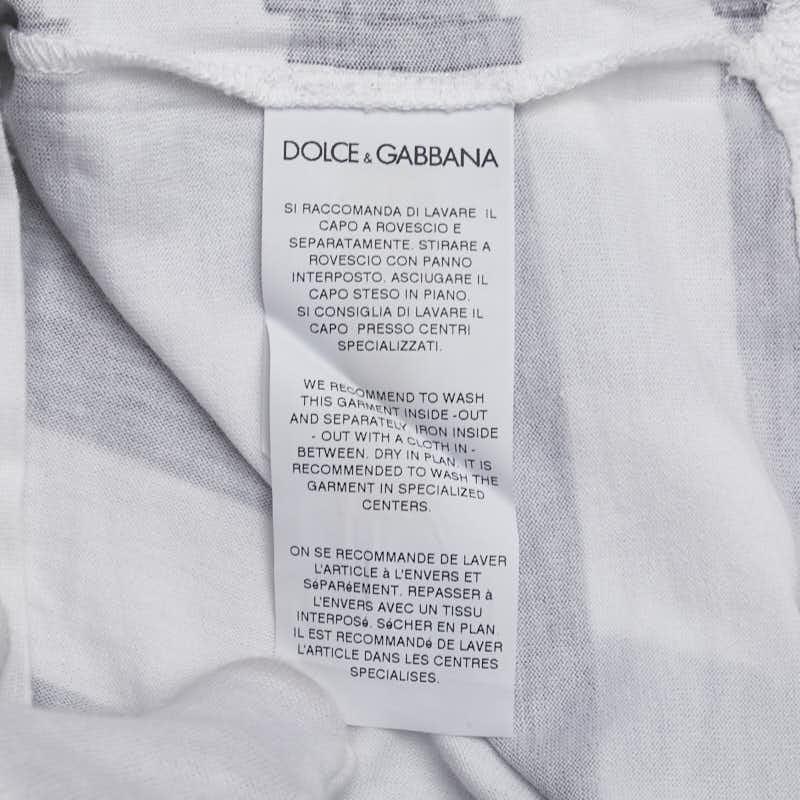 DOLCE & GABBANA
SI RACCOMANDA DI LAVARE IL
CAPO A ROVESCIO E
SEPARATAMENTE. STIRARE A
ROVESCIO CON PANNO
INTERPOSTO. ASCIUGARE IL
CAPO STESO IN PIANO.
SI CONSIGLIA DI LAVARE IL
CAPO PRESSO CENTRI
SPECIALIZZATI.
WE RECOMMEND TO WASH
THIS GARMENT INSIDE -OUT
AND SEPARATELY. IRON INSIDE
- OUT WITH A CLOTH IN -
BETWEEN. DRY IN PLAN. IT IS
RECOMMENDED TO WASH THE
GARMENT IN SPECIALIZED
CENTERS.
ON SE RECOMMANDE DE LAVER
L'ARTICLE à L'ENVERS ET
SéPARéEMENT. REPASSER à
L'ENVERS AVEC UN TISSU
INTERPOSé. SéCHER EN PLAN.
IL EST RECOMMANDé DE LAVER
L'ARTICLE DANS LES CENTRES
SPECIALISES.